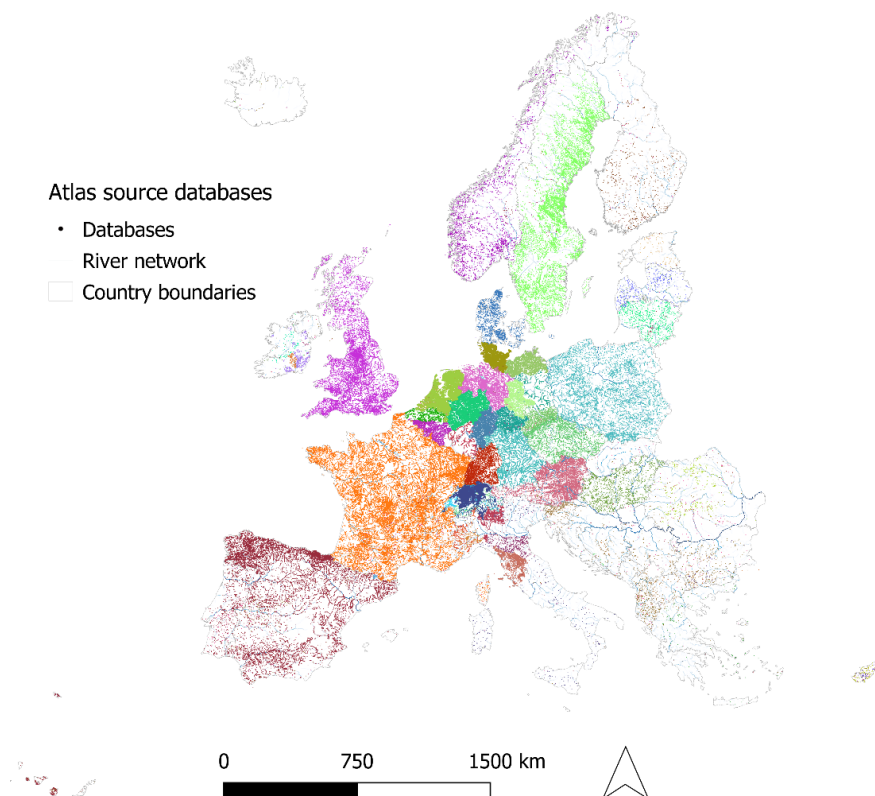 Atlas source databases
Databases
River network
Country boundaries
0 750 1500 km